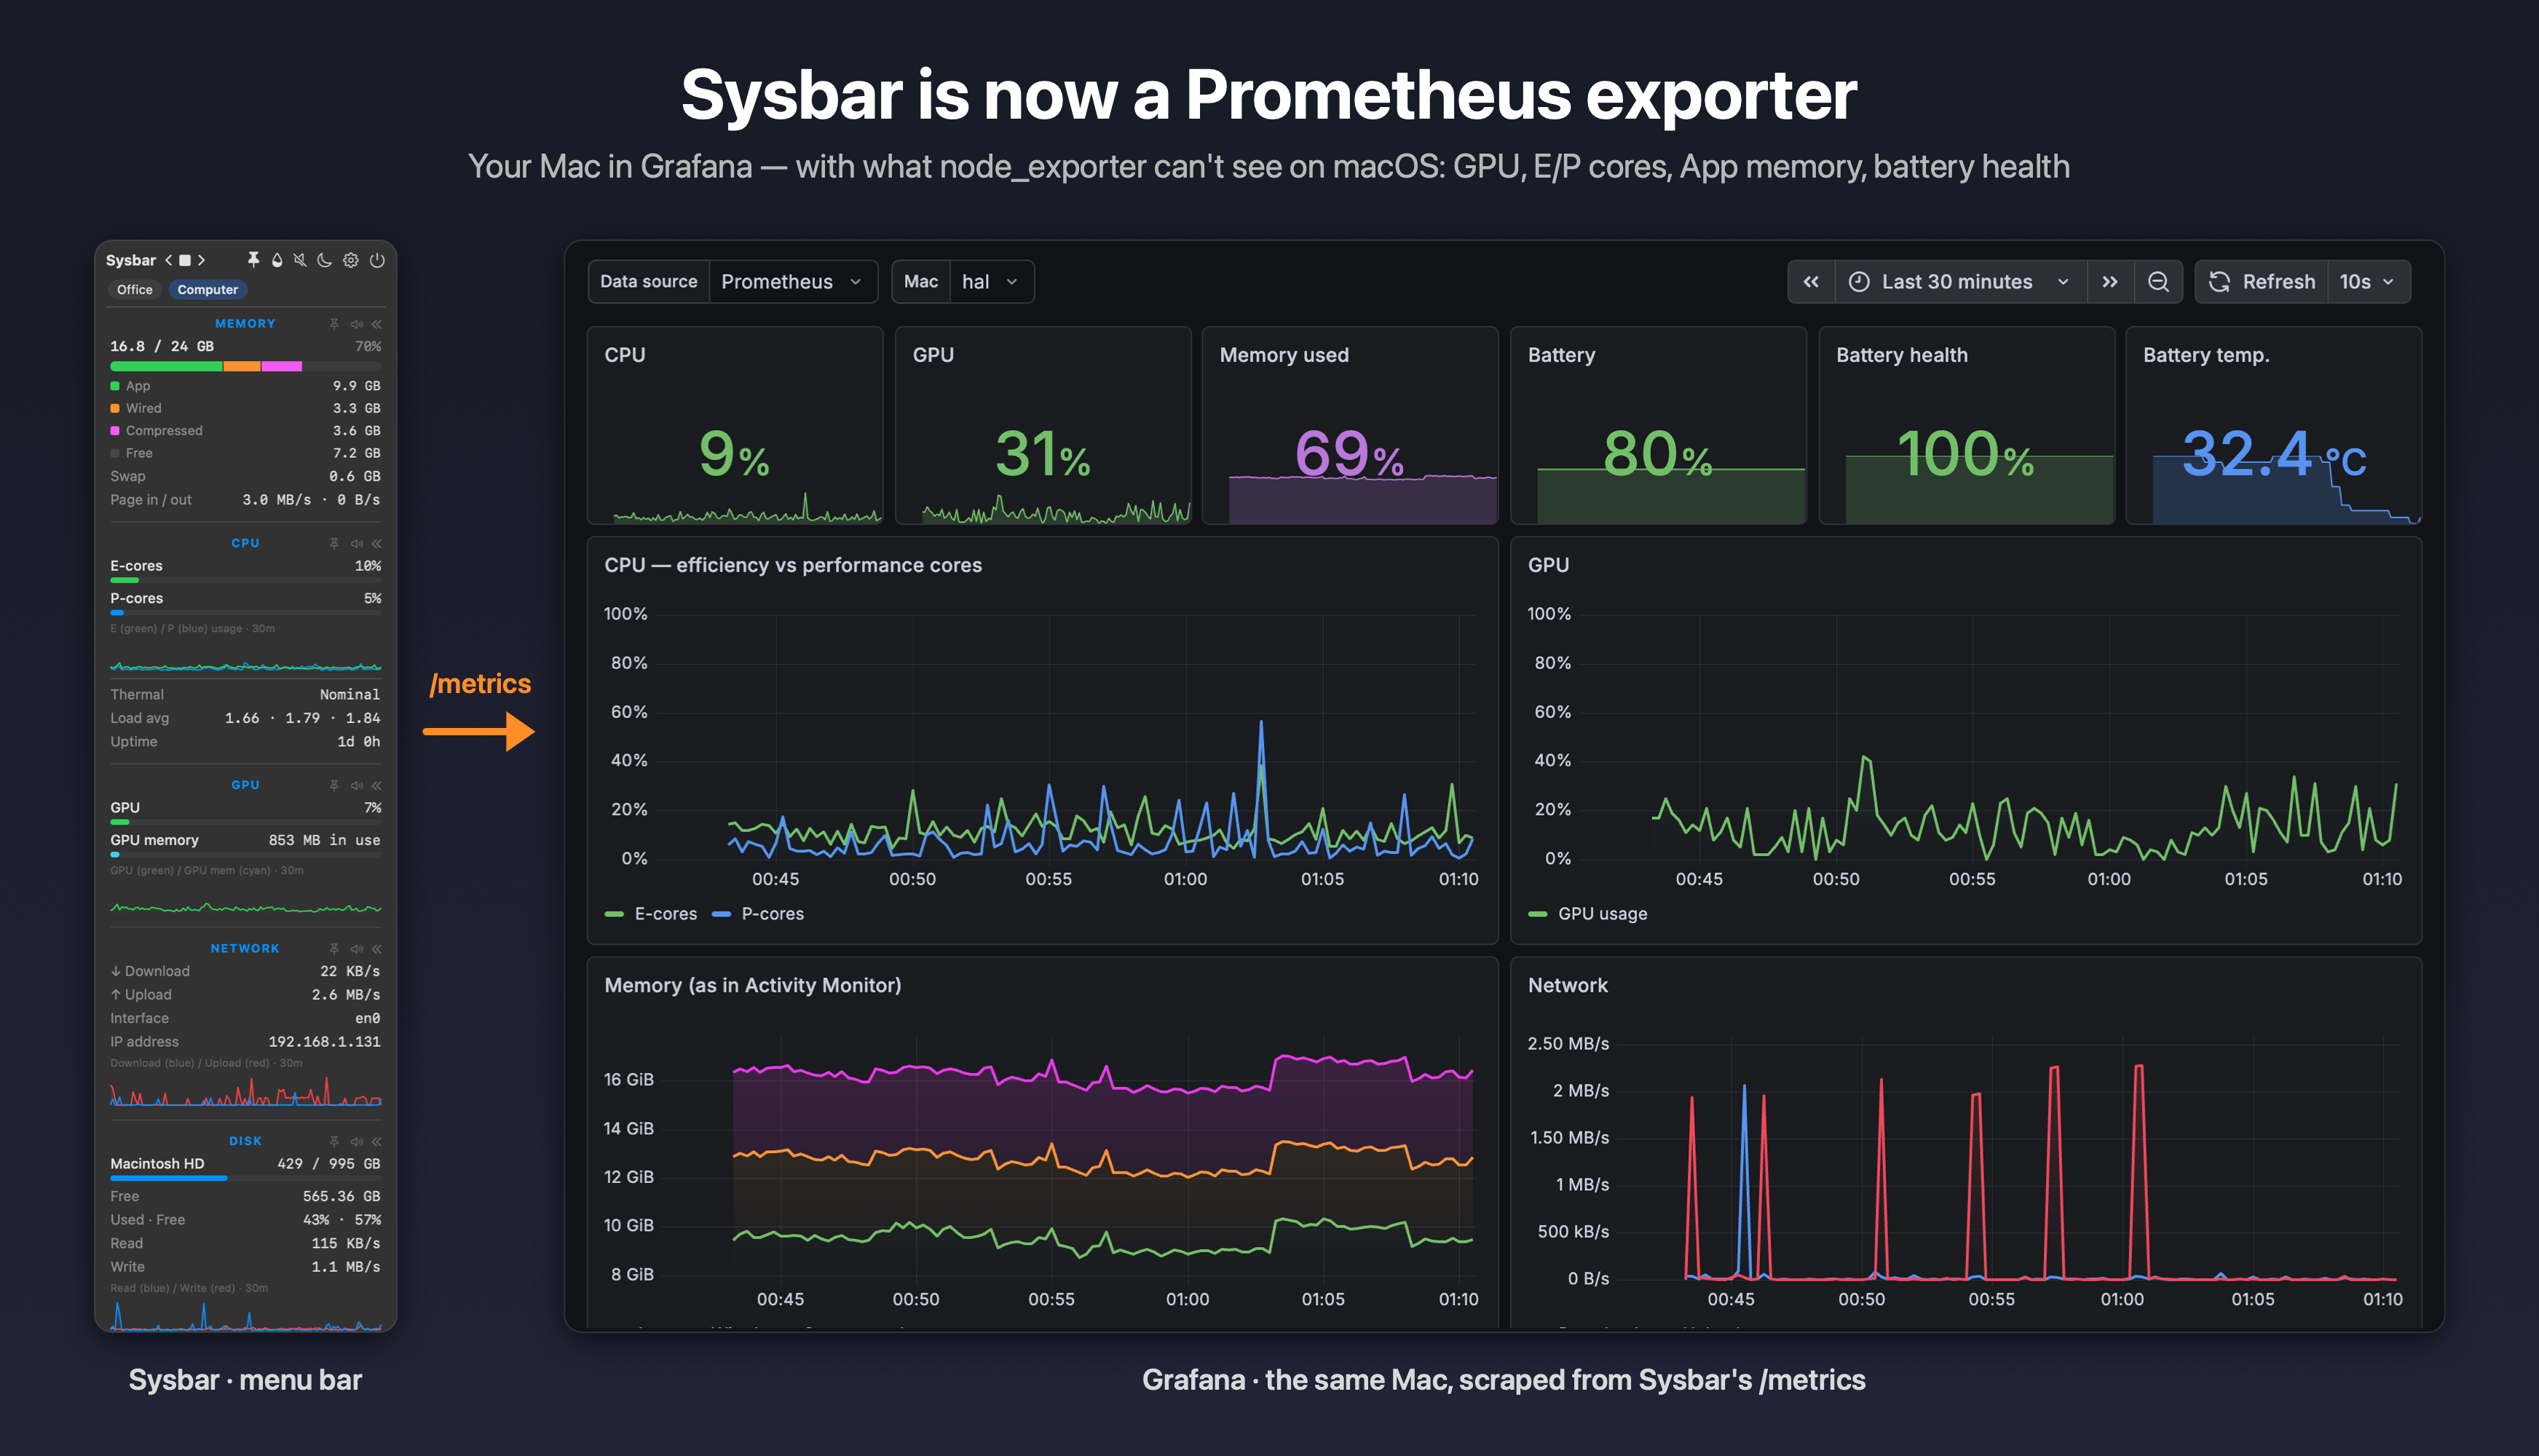 Sysbar is now a Prometheus exporter
Your Mac in Grafana — with what node_exporter can't see on macOS: GPU, E/P cores, App memory, battery health
Sysbar
Office Computer
MEMORY
16.8 / 24 GB 70%
App 9.9 GB
Wired 3.3 GB
Compressed 3.6 GB
Free 7.2 GB
Swap 0.6 GB
Page in / out 3.0 MB/s · 0 B/s
CPU
E-cores 10%
P-cores 5%
E (green) / P (blue) usage · 30m
Thermal Nominal
Load avg 1.66 · 1.79 · 1.84
Uptime 1d 0h
GPU
GPU 7%
GPU memory 853 MB in use
GPU (green) / GPU mem (cyan) · 30m
NETWORK
↓ Download 22 KB/s
↑ Upload 2.6 MB/s
Interface en0
IP address 192.168.1.131
Download (blue) / Upload (red) · 30m
DISK
Macintosh HD 429 / 995 GB
Free 565.36 GB
Used · Free 43% · 57%
Read 115 KB/s
Write 1.1 MB/s
Read (blue) / Write (red) · 30m
Sysbar · menu bar
/metrics
Data source Prometheus Mac hal Last 30 minutes Refresh 10s
CPU
9%
GPU
31%
Memory used
69%
Battery
80%
Battery health
100%
Battery temp.
32.4 °C
CPU — efficiency vs performance cores
100%
80%
60%
40%
20%
0%
00:45 00:50 00:55 01:00 01:05 01:10
E-cores P-cores
GPU
100%
80%
60%
40%
20%
0%
00:45 00:50 00:55 01:00 01:05 01:10
GPU usage
Memory (as in Activity Monitor)
16 GiB
14 GiB
12 GiB
10 GiB
8 GiB
00:45 00:50 00:55 01:00 01:05 01:10
Network
2.50 MB/s
2 MB/s
1.50 MB/s
1 MB/s
500 kB/s
0 B/s
00:45 00:50 00:55 01:00 01:05 01:10
Grafana · the same Mac, scraped from Sysbar's /metrics